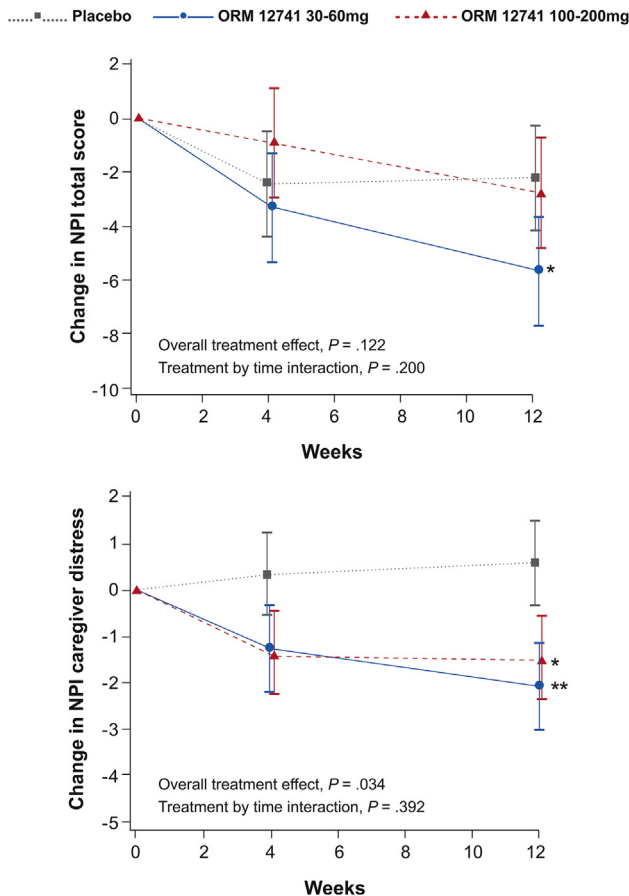 Placebo ORM 12741 30-60mg ORM 12741 100-200mg
Change in NPI total score
2
0
-2
-4
-6
-8
-10
*
Overall treatment effect, P = .122
Treatment by time interaction, P = .200
0 2 4 6 8 10 12
Weeks
Change in NPI caregiver distress
2
1
0
-1
-2
-3
-4
-5
*
**
Overall treatment effect, P = .034
Treatment by time interaction, P = .392
0 2 4 6 8 10 12
Weeks